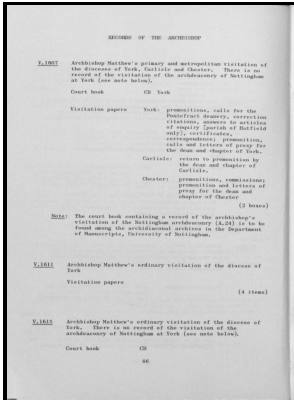 RECORDS OF THE ARCHBISHOP
V.1607 Archbishop Matthew's primary and metropolitan visitation of
the dioceses of York, Carlisle and Chester. There is no
record of the visitation of the archdeaconry of Nottingham
at York (see note below).
Court book CB York
Visitation papers York: premonitions, calls for the
Pontefract deanery, correction
citations, answers to articles
of enquiry [parish of Hatfield
only], certificates,
correspondence; premonition,
calls and letters of proxy for
the dean and chapter of York.
Carlisle: return to premonition by
the dean and chapter of
Carlisle.
Chester: premonitions, commissions;
premonition and letters of
proxy for the dean and
chapter of Chester
(2 boxes)
Note: The court book containing a record of the archbishop's
visitation of the Nottingham archdeaconry (A.24) is to be
found among the archidiaconal archives in the Department
of Manuscripts, University of Nottingham.
V.1611 Archbishop Matthew's ordinary visitation of the diocese of
York
Visitation papers
(4 items)
V.1615 Archbishop Matthew's ordinary visitation of the diocese of
York. There is no record of the visitation of the
archdeaconry of Nottingham at York (see note below).
Court book CB
66